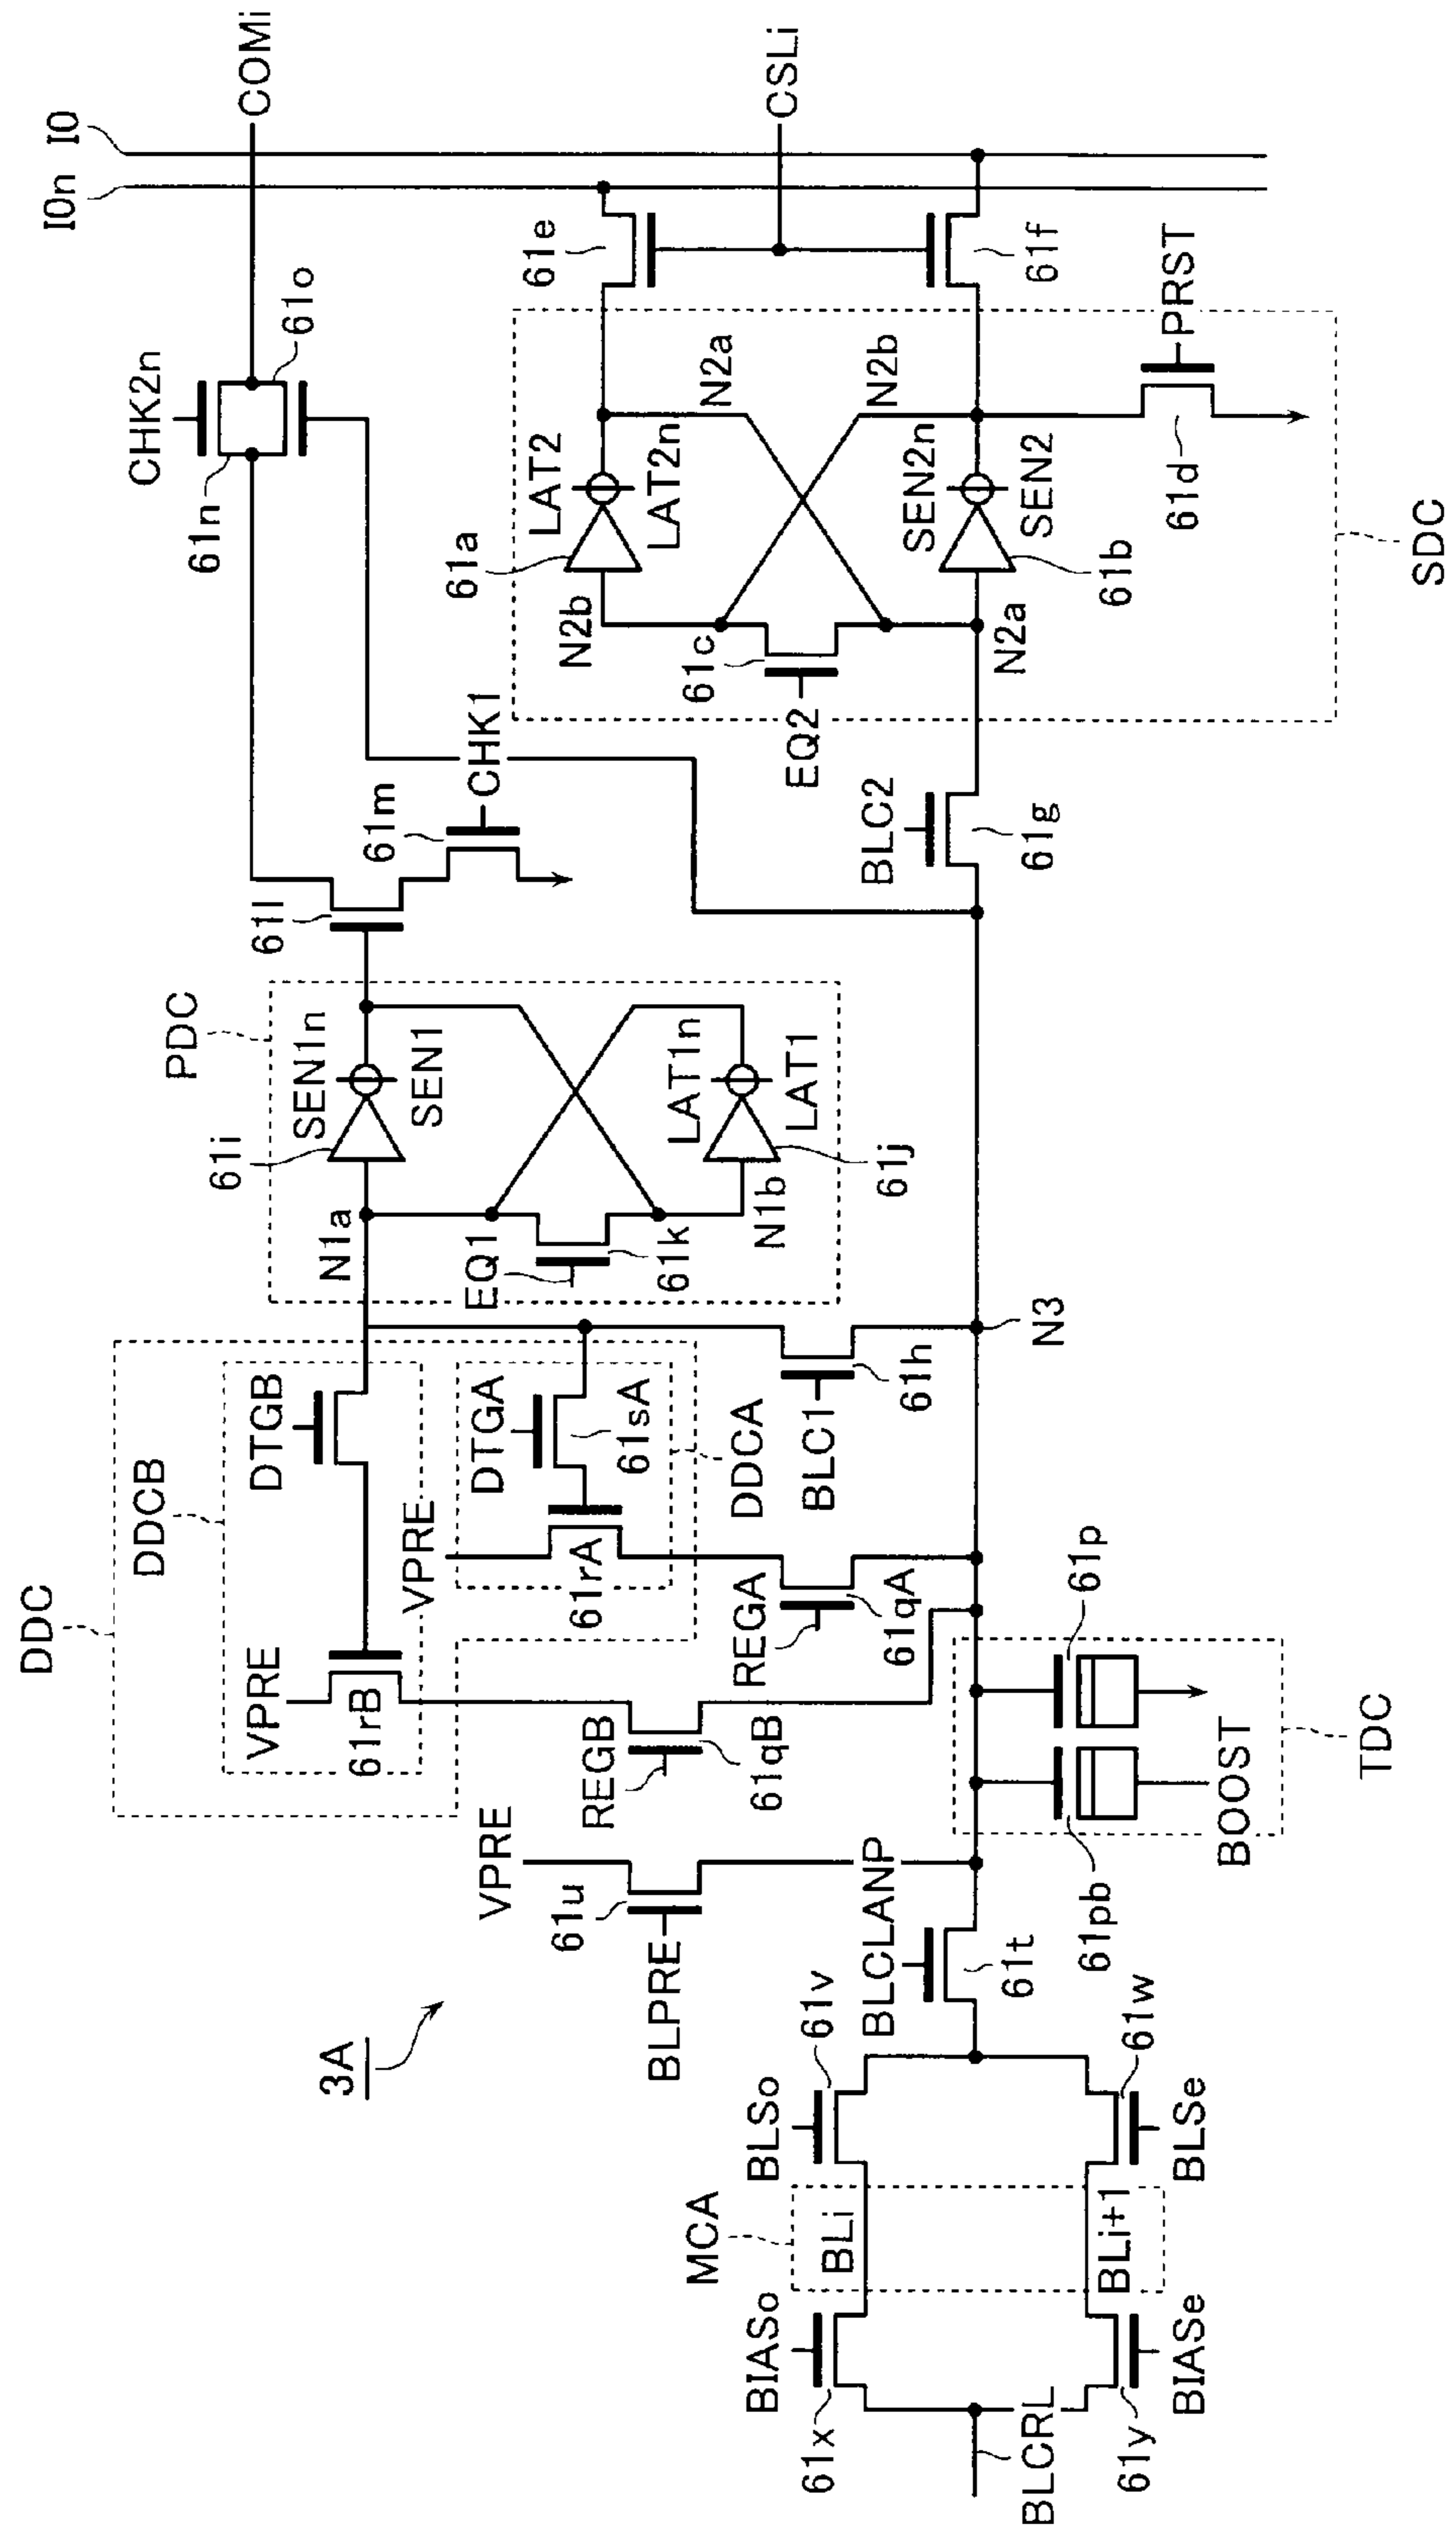 3A
DDC
DDCB
VPRE
61rB
DTGB
VPRE
61rA
DTGA
61sA
DDCA
REGB
61qB
REGA
61qA
BLC1
61h
N3
VPRE
61u
BLPRE
BLCLANP
61t
61pb
61p
BOOST
TDC
BLSo
61v
61w
BLSe
MCA
BLi
BLi+1
BIASo
61x
BLCRL
61y
BIASe
PDC
N1a
61i
SEN1n
SEN1
EQ1
61k
N1b
LAT1n
LAT1
61j
61l
61m
CHK1
61n
CHK2n
61o
COMi
IOn
IO
BLC2
61g
EQ2
61c
N2b
61a
LAT2
LAT2n
N2a
N2a
61b
SEN2n
SEN2
N2b
61d
PRST
SDC
61e
61f
CSLi